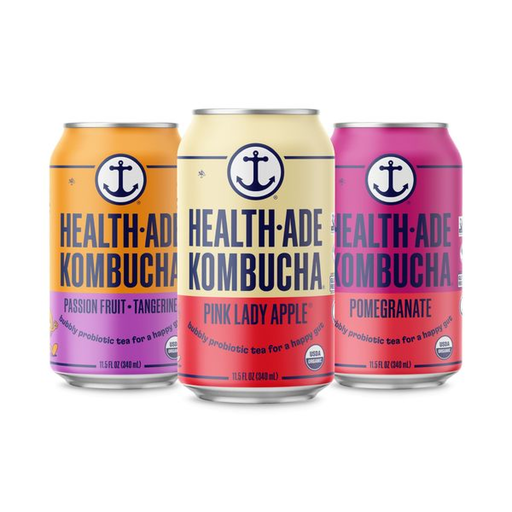 HEALTH·ADE
KOMBUCHA
PASSION FRUIT · TANGERINE
bubbly probiotic tea for a happy
USDA
ORGANIC
11.5 FL OZ (340 mL)
HEALTH·ADE
KOMBUCHA
PINK LADY APPLE
bubbly probiotic tea for a happy gut
USDA
ORGANIC
11.5 FL OZ (340 mL)
HEALTH·ADE
KOMBUCHA
POMEGRANATE
bubbly probiotic tea for a happy gut
USDA
ORGANIC
11.5 FL OZ (340 mL)